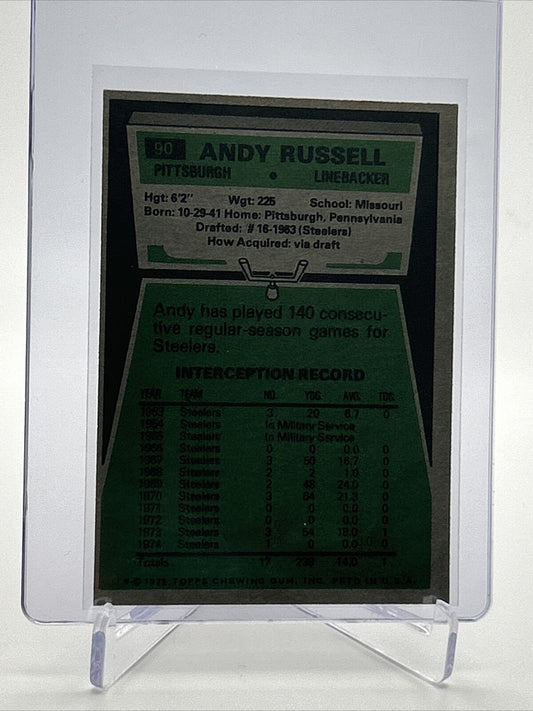 90 ANDY RUSSELL
PITTSBURGH • LINEBACKER
Hgt: 6'2" Wgt: 225 School: Missouri
Born: 10-29-41 Home: Pittsburgh, Pennsylvania
Drafted: #16-1963 (Steelers)
How Acquired: via draft
Andy has played 140 consecu-
tive regular-season games for
Steelers.
INTERCEPTION RECORD
YEAR TEAM NO. YDG. AVG. TDS.
1963 Steelers 3 20 6.7 0
1964 Steelers In Military Service
1965 Steelers In Military Service
1966 Steelers 0 0 0.0 0
1967 Steelers 3 50 16.7 0
1968 Steelers 2 2 1.0 0
1969 Steelers 2 48 24.0 0
1970 Steelers 3 64 21.3 0
1971 Steelers 0 0 0.0 0
1972 Steelers 0 0 0.0 0
1973 Steelers 3 54 18.0 1
1974 Steelers 1 0 0.0 0
Totals 17 238 14.0 1
© 1975 TOPPS CHEWING GUM, INC. PRTD IN U.S.A.